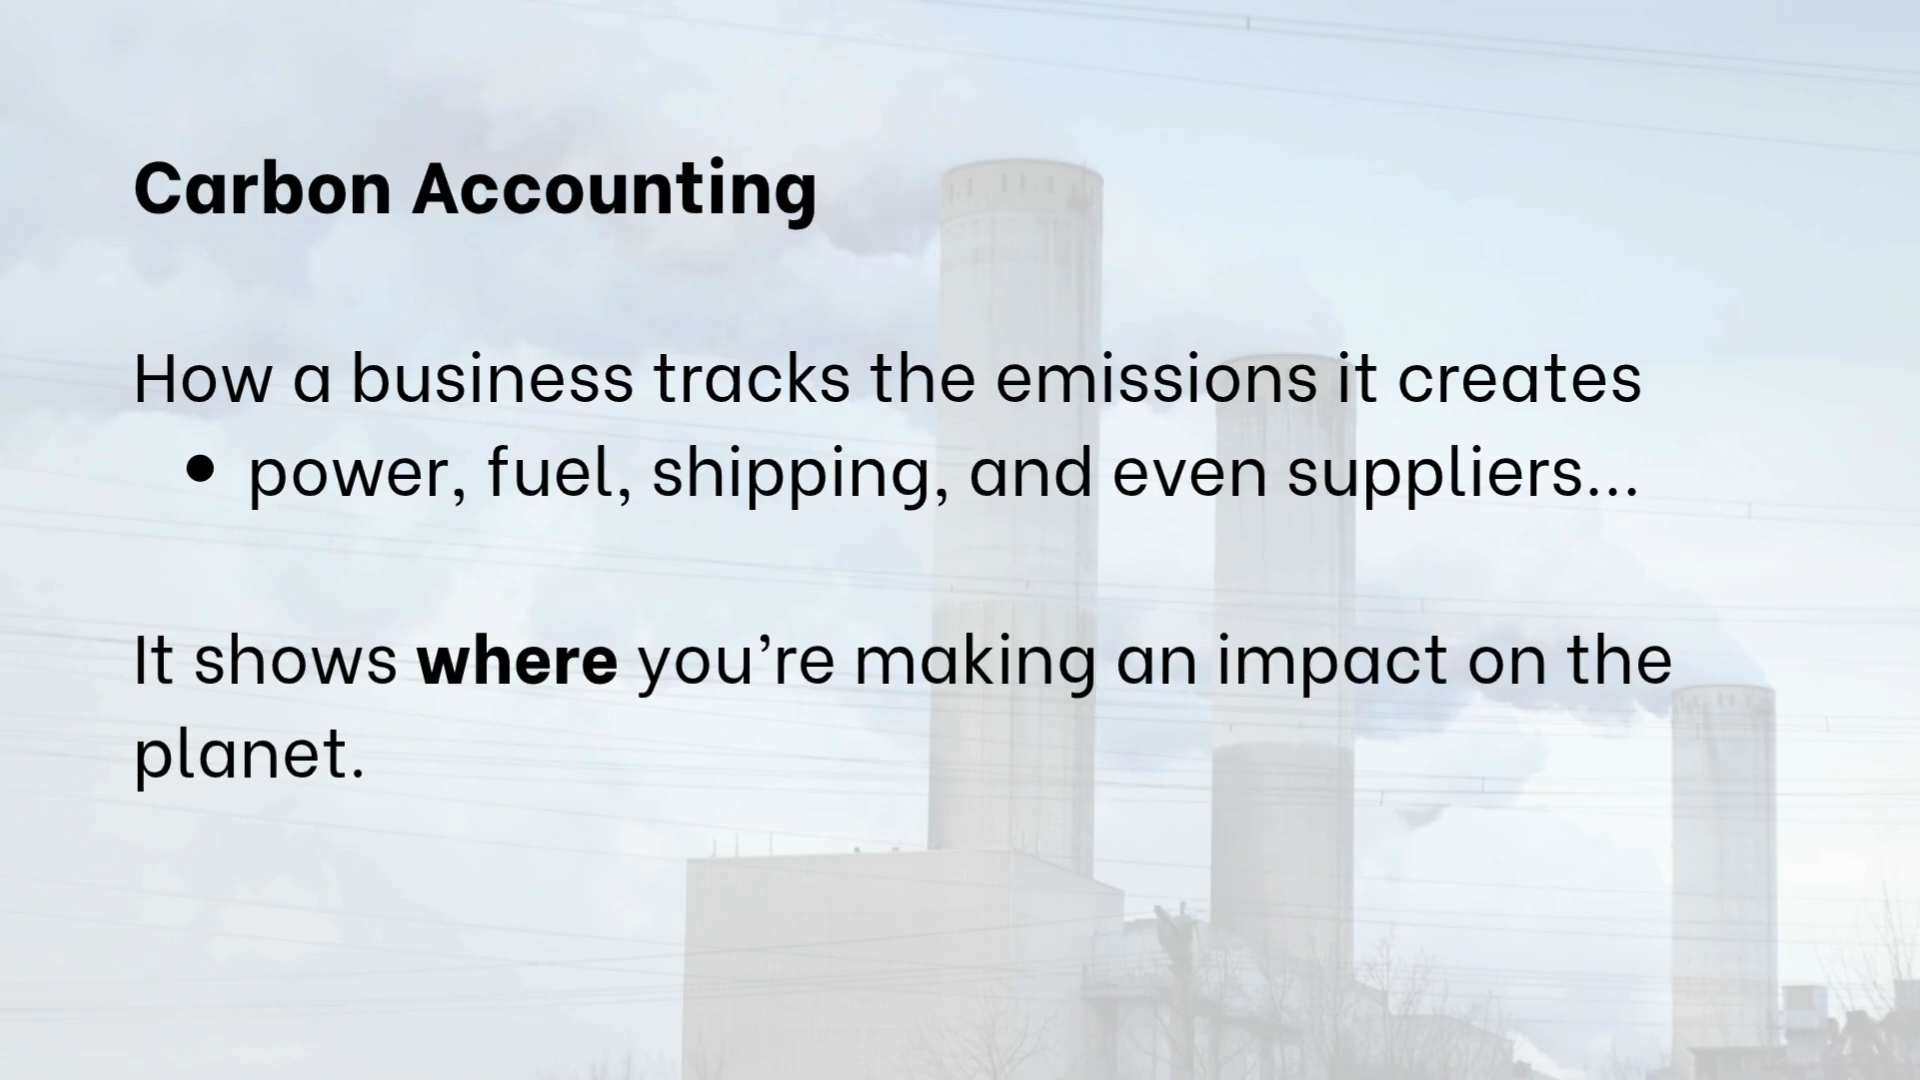 Carbon Accounting
How a business tracks the emissions it creates
• power, fuel, shipping, and even suppliers...
It shows where you’re making an impact on the
planet.